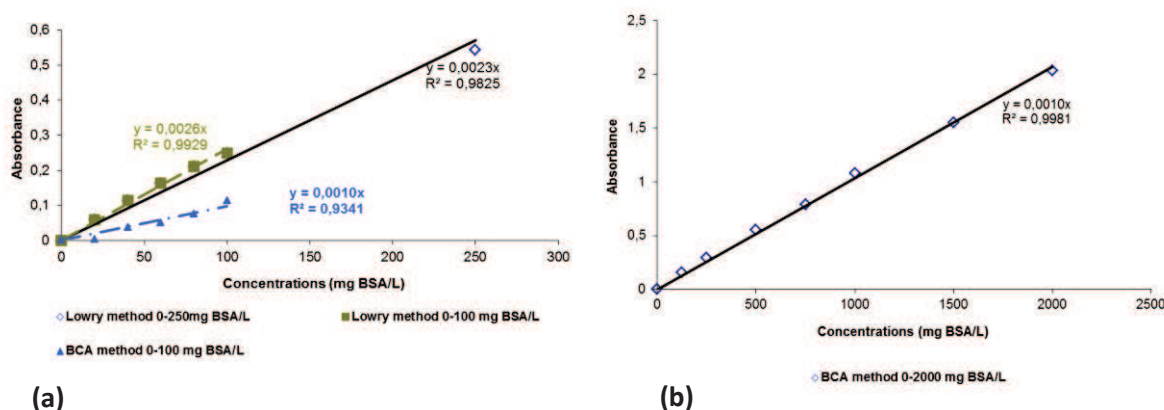 0,6
0,5
0,4
0,3
0,2
0,1
0
Absorbance
y = 0,0023x
R² = 0,9825
y = 0,0026x
R² = 0,9929
y = 0,0010x
R² = 0,9341
0 50 100 150 200 250 300
Concentrations (mg BSA/L)
Lowry method 0-250mg BSA/L
Lowry method 0-100 mg BSA/L
BCA method 0-100 mg BSA/L
(a)
2,5
2
1,5
1
0,5
0
Absorbance
y = 0,0010x
R² = 0,9981
0 500 1000 1500 2000 2500
Concentrations (mg BSA/L)
BCA method 0-2000 mg BSA/L
(b)